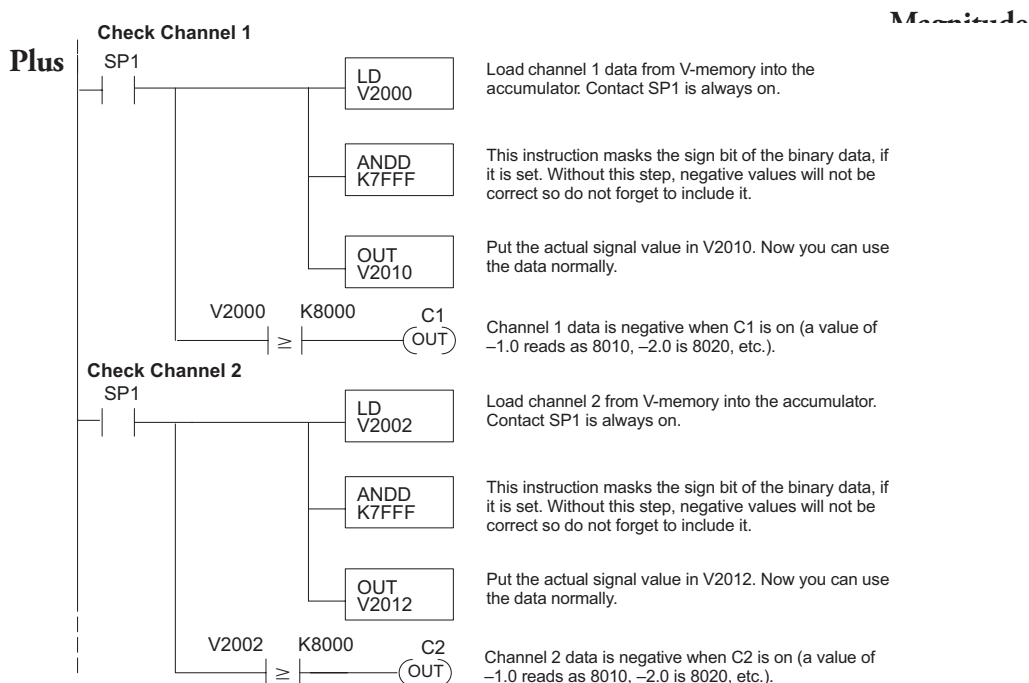 Magnitude
Plus
Check Channel 1
SP1
LD
V2000
Load channel 1 data from V-memory into the
accumulator. Contact SP1 is always on.
ANDD
K7FFF
This instruction masks the sign bit of the binary data, if
it is set. Without this step, negative values will not be
correct so do not forget to include it.
OUT
V2010
Put the actual signal value in V2010. Now you can use
the data normally.
V2000 K8000
≥
C1
OUT
Channel 1 data is negative when C1 is on (a value of
–1.0 reads as 8010, –2.0 is 8020, etc.).
Check Channel 2
SP1
LD
V2002
Load channel 2 from V-memory into the accumulator.
Contact SP1 is always on.
ANDD
K7FFF
This instruction masks the sign bit of the binary data, if
it is set. Without this step, negative values will not be
correct so do not forget to include it.
OUT
V2012
Put the actual signal value in V2012. Now you can use
the data normally.
V2002 K8000
≥
C2
OUT
Channel 2 data is negative when C2 is on (a value of
–1.0 reads as 8010, –2.0 is 8020, etc.).